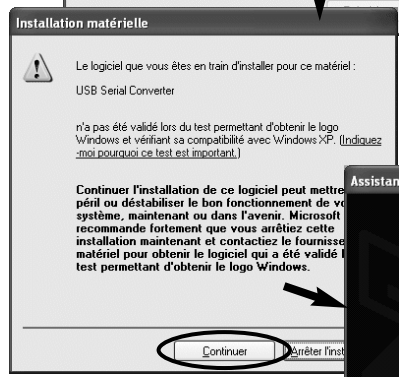 Installation matérielle
Le logiciel que vous êtes en train d'installer pour ce matériel :
USB Serial Converter
n'a pas été validé lors du test permettant d'obtenir le logo
Windows et vérifiant sa compatibilité avec Windows XP. (Indiquez
-moi pourquoi ce test est important.)
Assistan
Continuer l'installation de ce logiciel peut mettre
péril ou déstabiliser le bon fonctionnement de vo
système, maintenant ou dans l'avenir. Microsoft
recommande fortement que vous arrêtiez cette
installation maintenant et contactiez le fournisse
matériel pour obtenir le logiciel qui a été validé l
test permettant d'obtenir le logo Windows.
Continuer
Arrêter l'inst